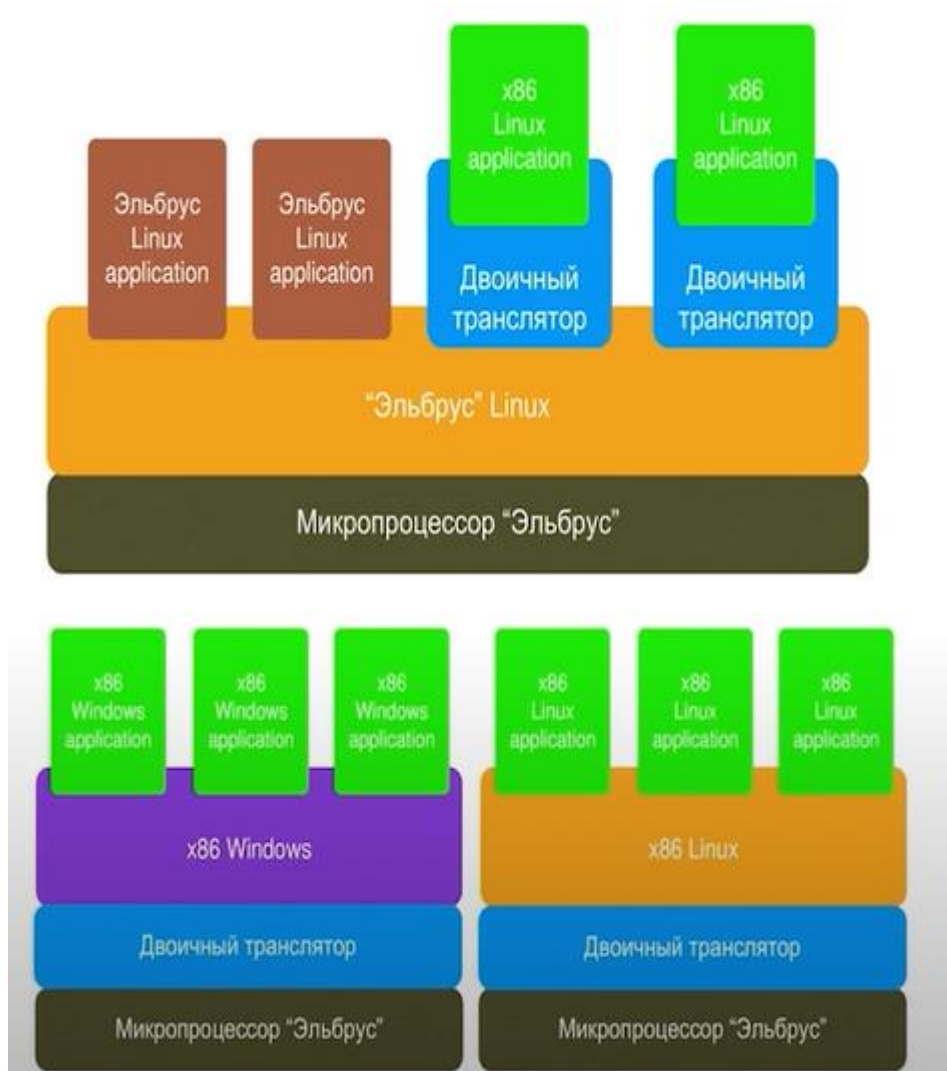 x86
Linux
application
x86
Linux
application
Эльбрус
Linux
application
Эльбрус
Linux
application
Двоичный
транслятор
Двоичный
транслятор
“Эльбрус” Linux
Микропроцессор “Эльбрус”
x86
Windows
application
x86
Windows
application
x86
Windows
application
x86
Linux
application
x86
Linux
application
x86
Linux
application
x86 Windows
x86 Linux
Двоичный транслятор
Двоичный транслятор
Микропроцессор “Эльбрус”
Микропроцессор “Эльбрус”